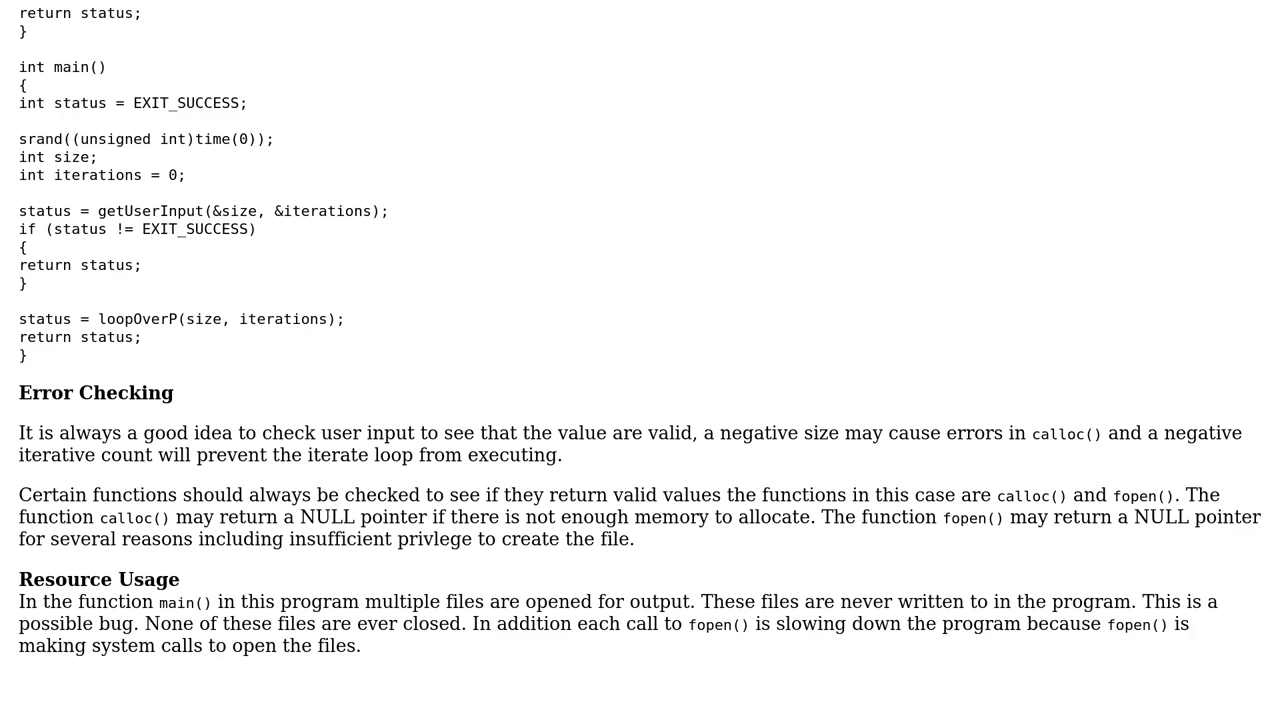 return status;
}
int main()
{
int status = EXIT_SUCCESS;
srand((unsigned int)time(0));
int size;
int iterations = 0;
status = getUserInput(&size, &iterations);
if (status != EXIT_SUCCESS)
{
return status;
}
status = loopOverP(size, iterations);
return status;
}
Error Checking
It is always a good idea to check user input to see that the value are valid, a negative size may cause errors in calloc() and a negative
iterative count will prevent the iterate loop from executing.
Certain functions should always be checked to see if they return valid values the functions in this case are calloc() and fopen(). The
function calloc() may return a NULL pointer if there is not enough memory to allocate. The function fopen() may return a NULL pointer
for several reasons including insufficient privlege to create the file.
Resource Usage
In the function main() in this program multiple files are opened for output. These files are never written to in the program. This is a
possible bug. None of these files are ever closed. In addition each call to fopen() is slowing down the program because fopen() is
making system calls to open the files.